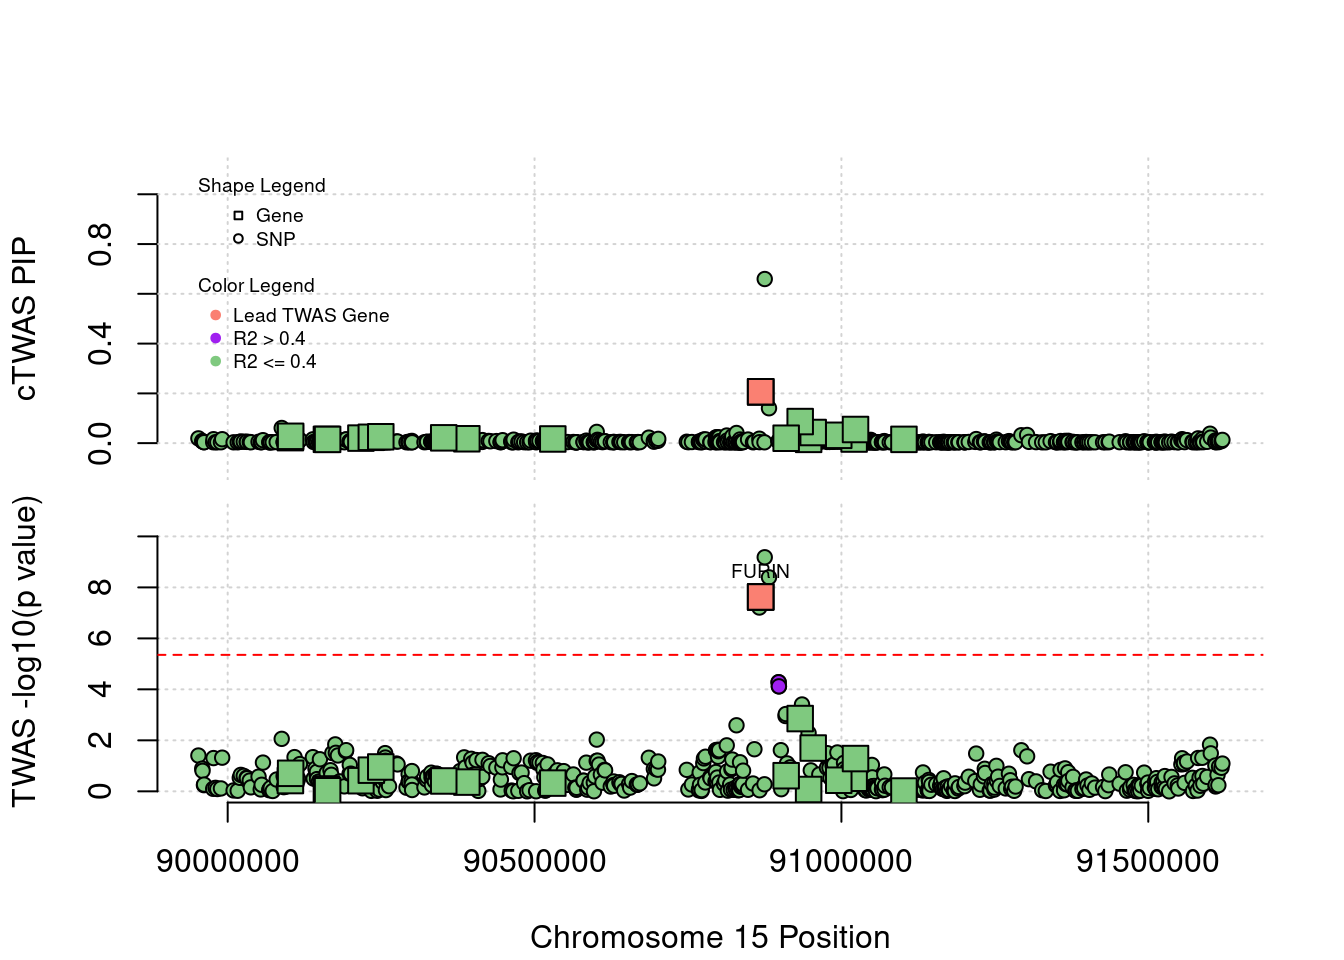 Shape Legend
Gene
SNP
Color Legend
Lead TWAS Gene
R2 > 0.4
R2 <= 0.4
cTWAS PIP
0.8
0.4
0.0
FURIN
TWAS -log10(p value)
8
6
4
2
0
90000000 90500000 91000000 91500000
Chromosome 15 Position